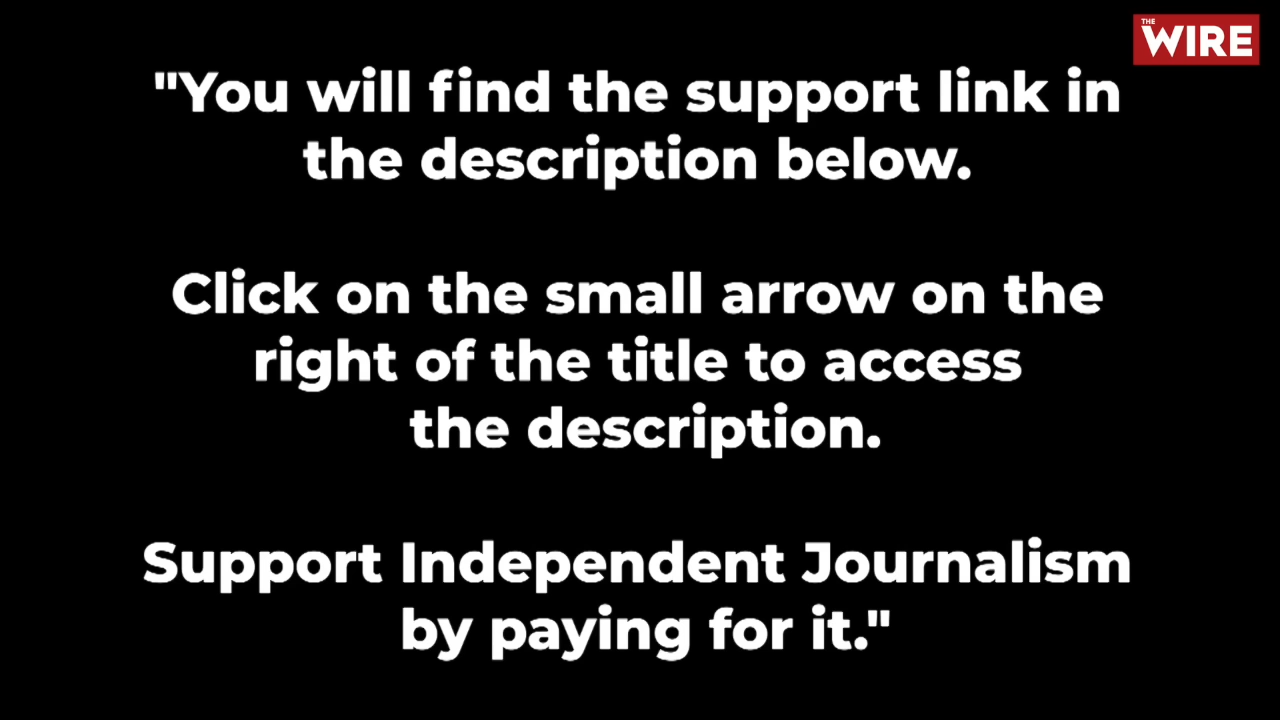 THE
WIRE
"You will find the support link in
the description below.
Click on the small arrow on the
right of the title to access
the description.
Support Independent Journalism
by paying for it."